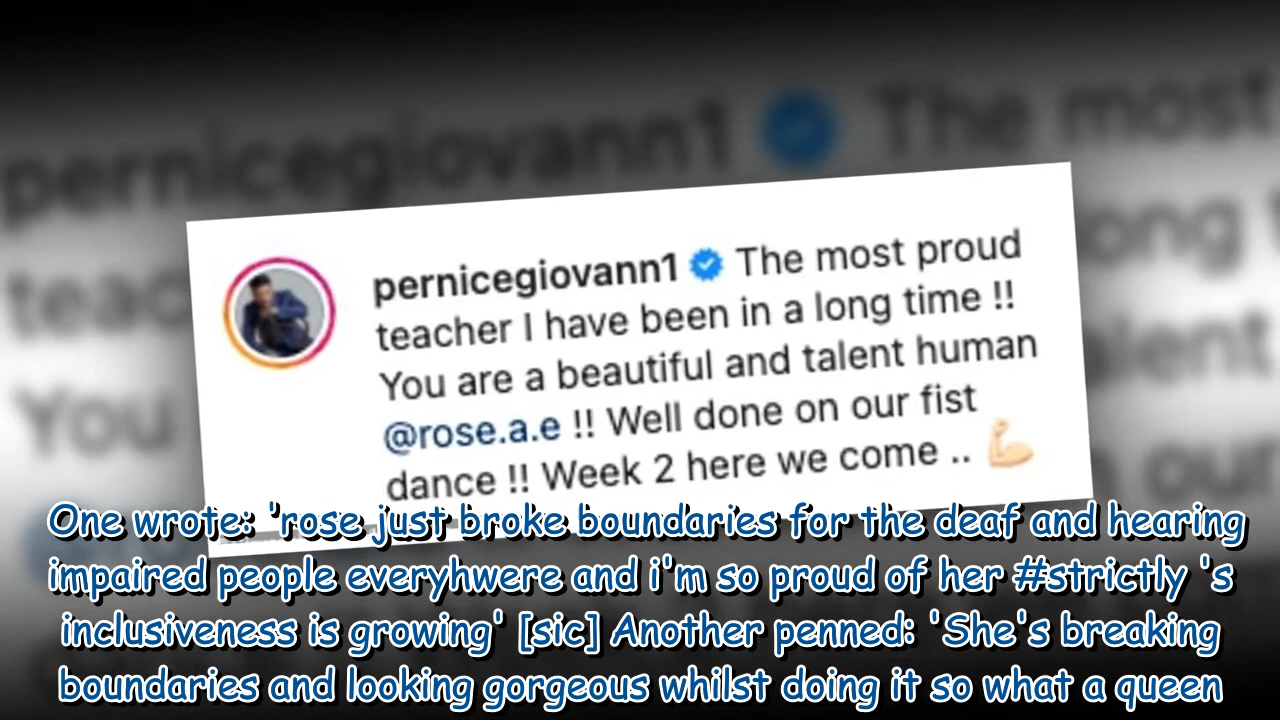 pernicegiovann1 The most
pernicegiovann1 The most proud
teacher I have been in a long time !!
You are a beautiful and talent human
@rose.a.e !! Well done on our fist
dance !! Week 2 here we come .. 💪🏻
One wrote: 'rose just broke boundaries for the deaf and hearing
impaired people everyhwere and i'm so proud of her #strictly 's
inclusiveness is growing' [sic] Another penned: 'She's breaking
boundaries and looking gorgeous whilst doing it so what a queen